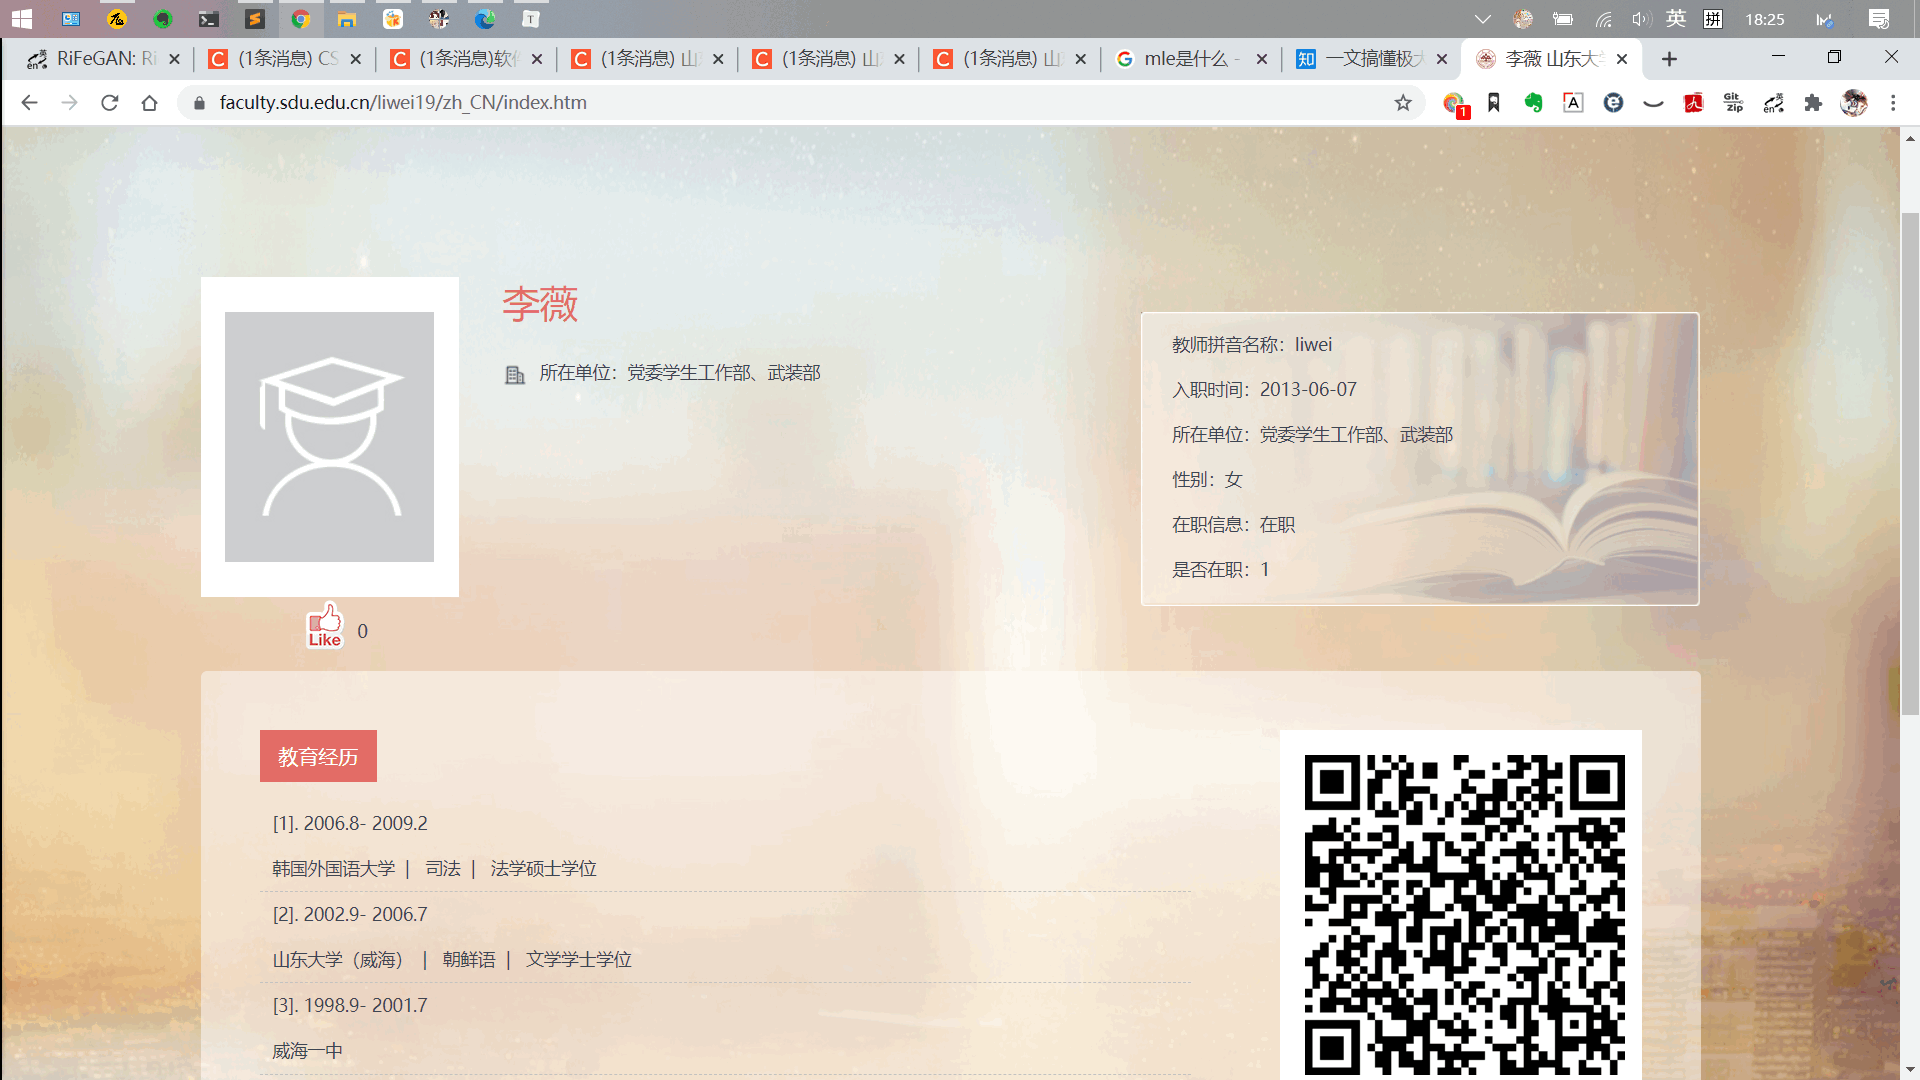 英 拼 18:25
RiFeGAN: Ri
(1条消息) CS
(1条消息)软
(1条消息) 山
(1条消息) 山
(1条消息) 山
mle是什么 -
知 一文搞懂极大
李薇 山东大学
faculty.sdu.edu.cn/liwei19/zh_CN/index.htm
李薇
所在单位：党委学生工作部、武装部
教师拼音名称：liwei
入职时间：2013-06-07
所在单位：党委学生工作部、武装部
性别：女
在职信息：在职
是否在职：1
Like 0
教育经历
[1]. 2006.8- 2009.2
韩国外国语大学 | 司法 | 法学硕士学位
[2]. 2002.9- 2006.7
山东大学（威海） | 朝鲜语 | 文学学士学位
[3]. 1998.9- 2001.7
威海一中